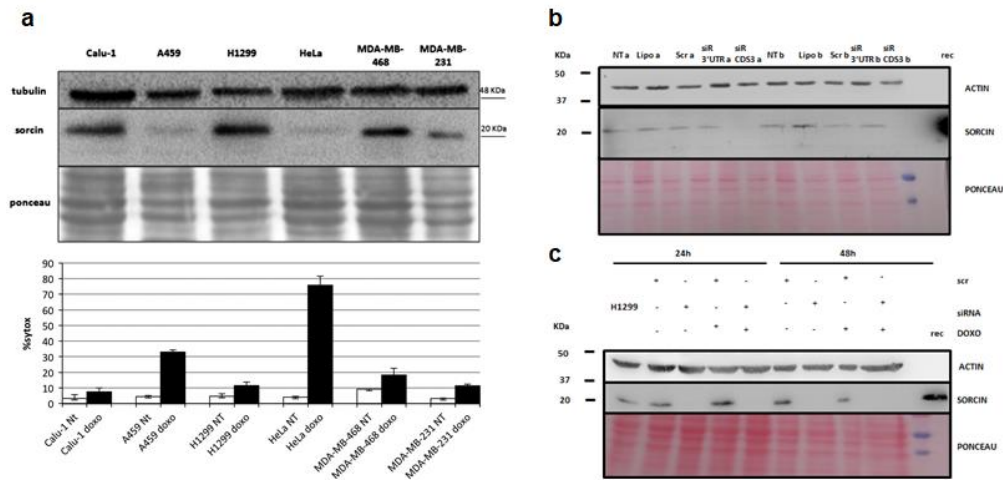 a
Calu-1 A459 H1299 HeLa MDA-MB-468 MDA-MB-231
tubulin 48 KDa
sorcin 20 KDa
ponceau
%sytox
90
80
70
60
50
40
30
20
10
0
Calu-1 Nt
Calu-1 doxo
A459 NT
A459 doxo
H1299 NT
H1299 doxo
HeLa NT
HeLa doxo
MDA-MB-468 NT
MDA-MB-468 doxo
MDA-MB-231 NT
MDA-MB-231 doxo
b
KDa NT a Lipo a Scr a siR 3'UTR a siR CDS3 a NT b Lipo b Scr b siR 3'UTR b siR CDS3 b rec
50
37
ACTIN
20 SORCIN
PONCEAU
c
24h 48h
+ - + - + - + - scr
H1299 - + - + - + - + siRNA
KDa - - + + - - + + rec DOXO
50
37
ACTIN
20 SORCIN
PONCEAU